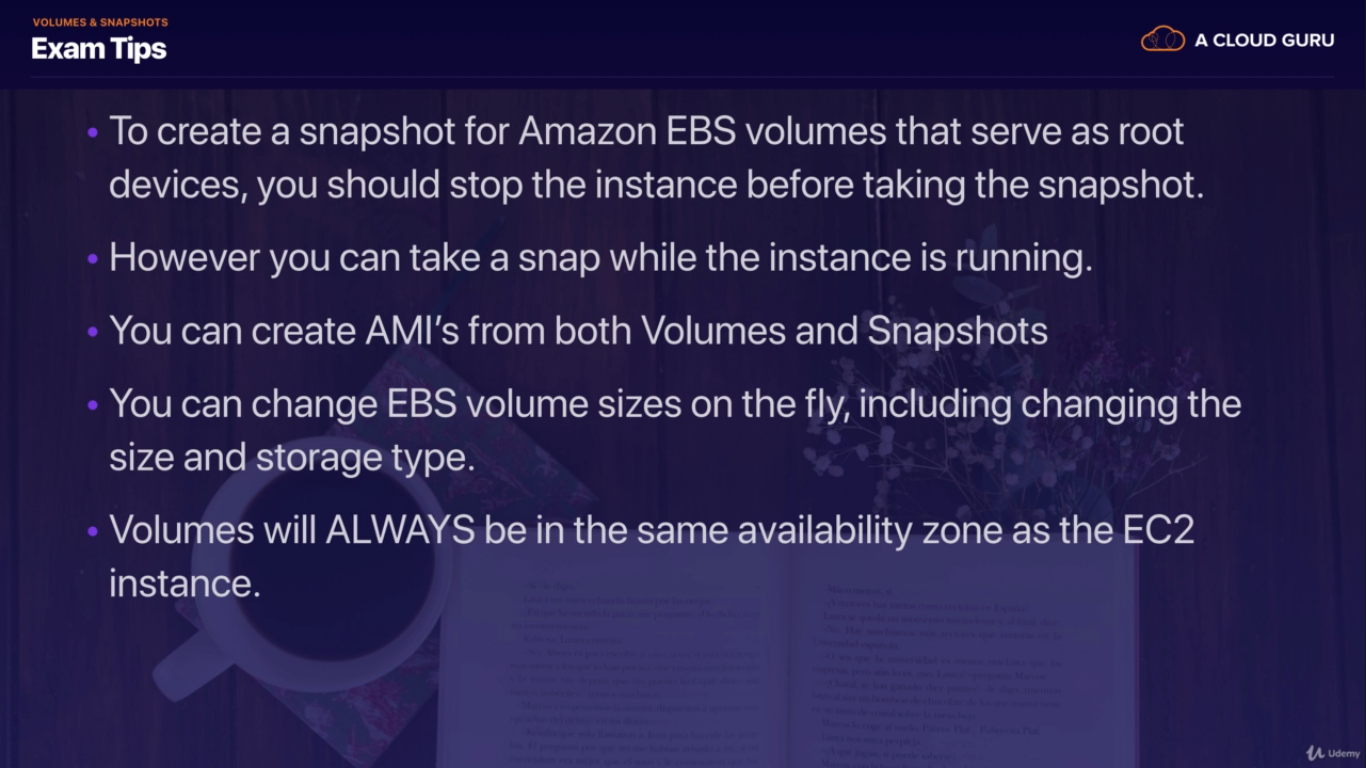 VOLUMES & SNAPSHOTS
Exam Tips
A CLOUD GURU
• To create a snapshot for Amazon EBS volumes that serve as root
devices, you should stop the instance before taking the snapshot.
• However you can take a snap while the instance is running.
• You can create AMI’s from both Volumes and Snapshots
• You can change EBS volume sizes on the fly, including changing the
size and storage type.
• Volumes will ALWAYS be in the same availability zone as the EC2
instance.
Udemy